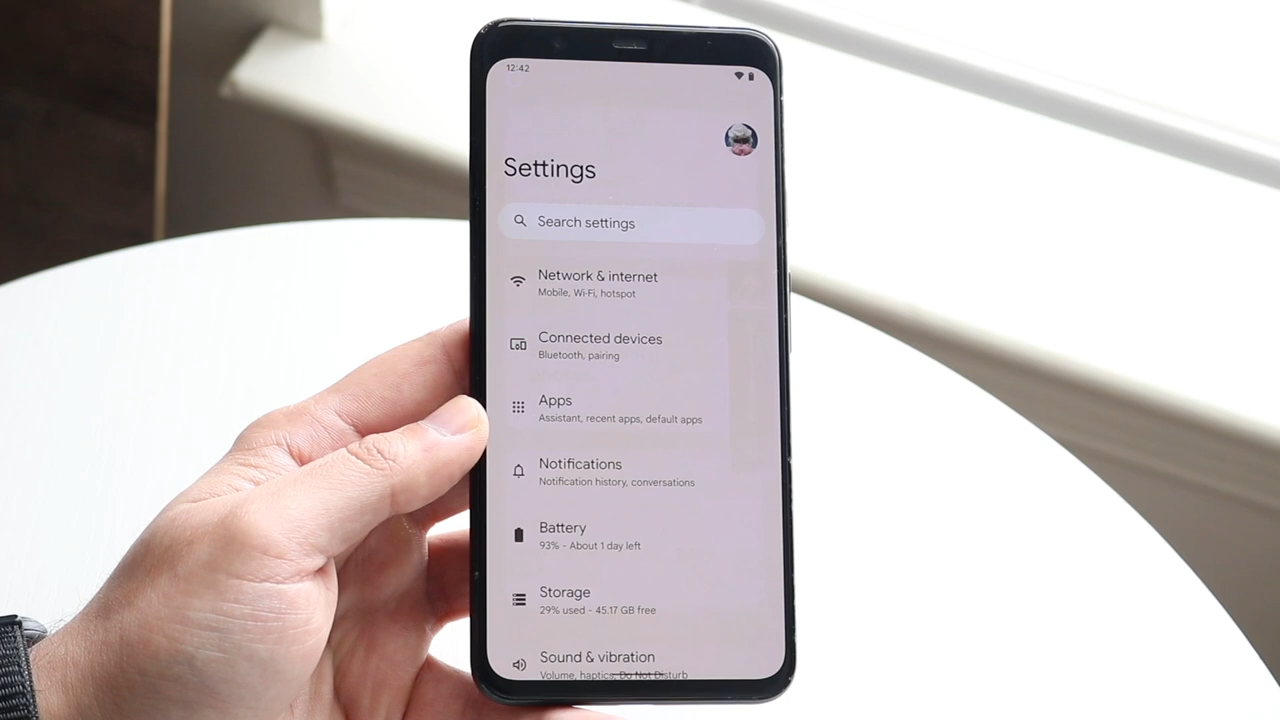 12:42
Settings
Search settings
Network & internet
Mobile, Wi-Fi, hotspot
Connected devices
Bluetooth, pairing
Apps
Assistant, recent apps, default apps
Notifications
Notification history, conversations
Battery
93% - About 1 day left
Storage
29% used - 45.17 GB free
Sound & vibration
Volume, haptics, Do Not Disturb